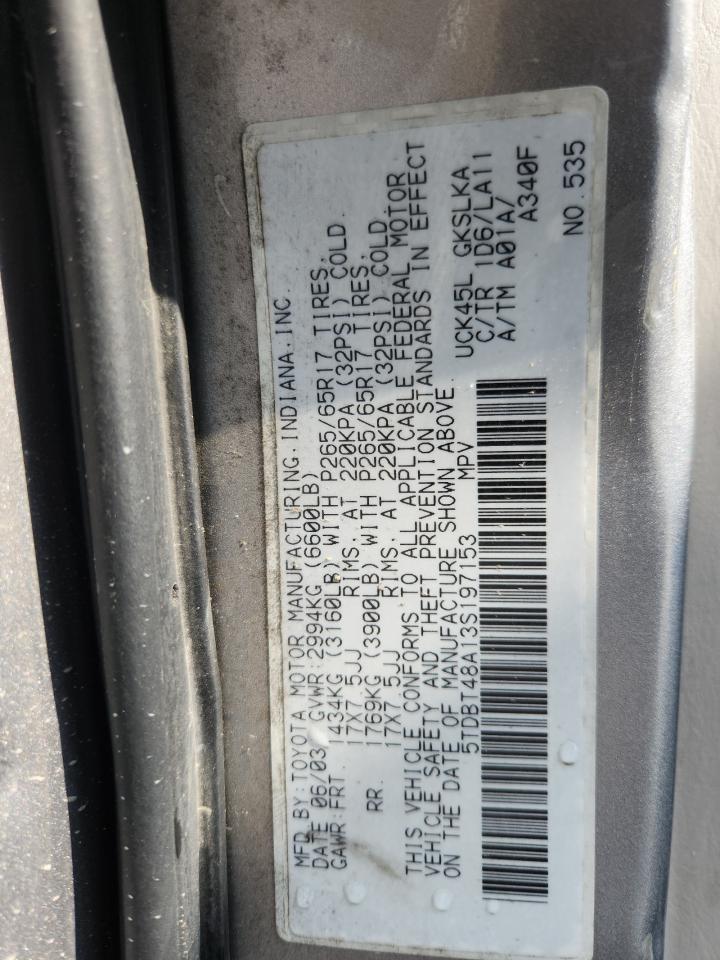 MFD. BY: TOYOTA MOTOR MANUFACTURING, INDIANA, INC.
DATE: 06/03 GVWR: 2994KG (6600LB)
GAWR: FRT. 1434KG (3160LB) WITH P265/65R17 TIRES,
17X7.5JJ RIMS, AT 220KPA (32PSI) COLD.
RR. 1769KG (3900LB) WITH P265/65R17 TIRES,
17X7.5JJ RIMS, AT 220KPA (32PSI) COLD.
THIS VEHICLE CONFORMS TO ALL APPLICABLE FEDERAL MOTOR
VEHICLE SAFETY AND THEFT PREVENTION STANDARDS IN EFFECT
ON THE DATE OF MANUFACTURE SHOWN ABOVE.
5TDBT48A13S197153 MPV
UCK45L GKSLKA
C/TR 1D6/LA11
A/TM A01A/
A340F
NO.535